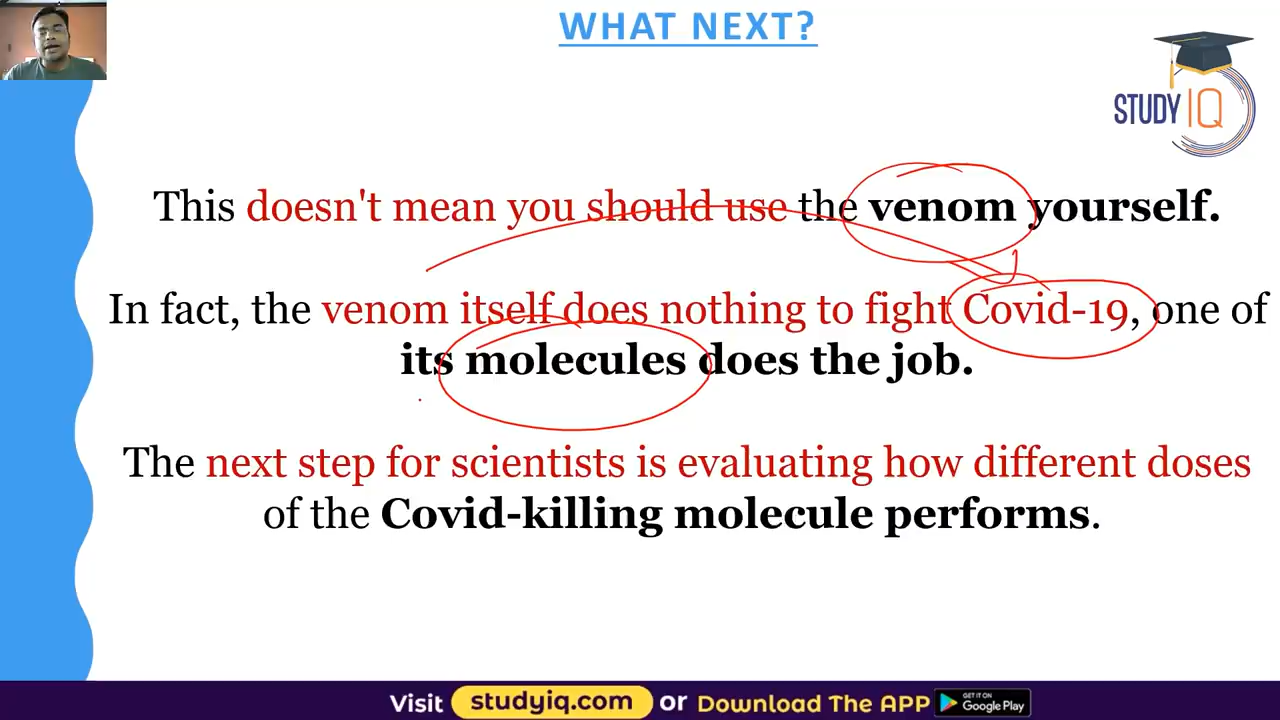 WHAT NEXT?
STUDY IQ
This doesn't mean you should use the venom yourself.
In fact, the venom itself does nothing to fight Covid-19, one of
its molecules does the job.
The next step for scientists is evaluating how different doses
of the Covid-killing molecule performs.
Visit studyiq.com or Download The APP GET IT ON Google Play